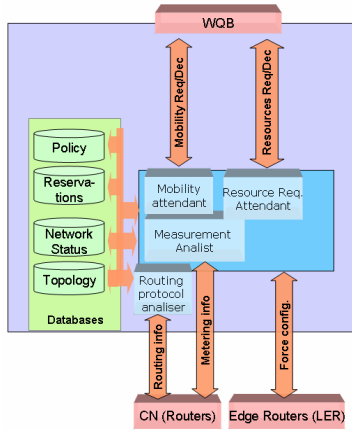 WQB
Mobility Req/Dec
Resources Req/Dec
Policy
Reserva-
tions
Network
Status
Topology
Databases
Mobility
attendant
Resource Req.
Attendant
Measurement
Analist
Routing
protocol
analiser
Routing info
Metering info
Force config.
CN (Routers)
Edge Routers (LER)